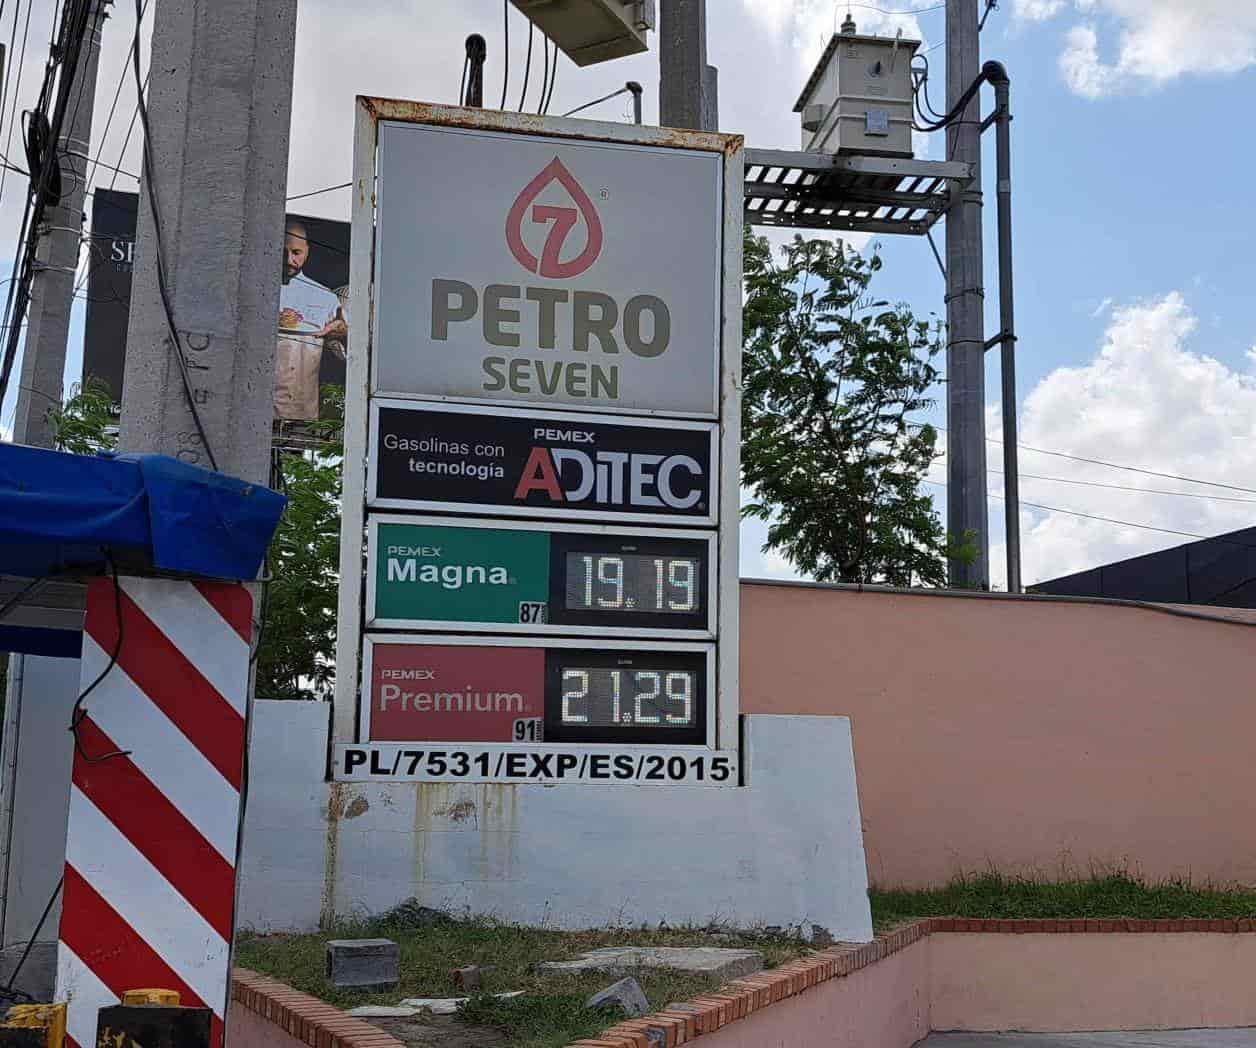 7®
PETRO
SEVEN
Gasolinas con
tecnología
PEMEX
ADITEC
PEMEX
Magna
87
19.19
PEMEX
Premium
91
21.29
PL/7531/EXP/ES/2015